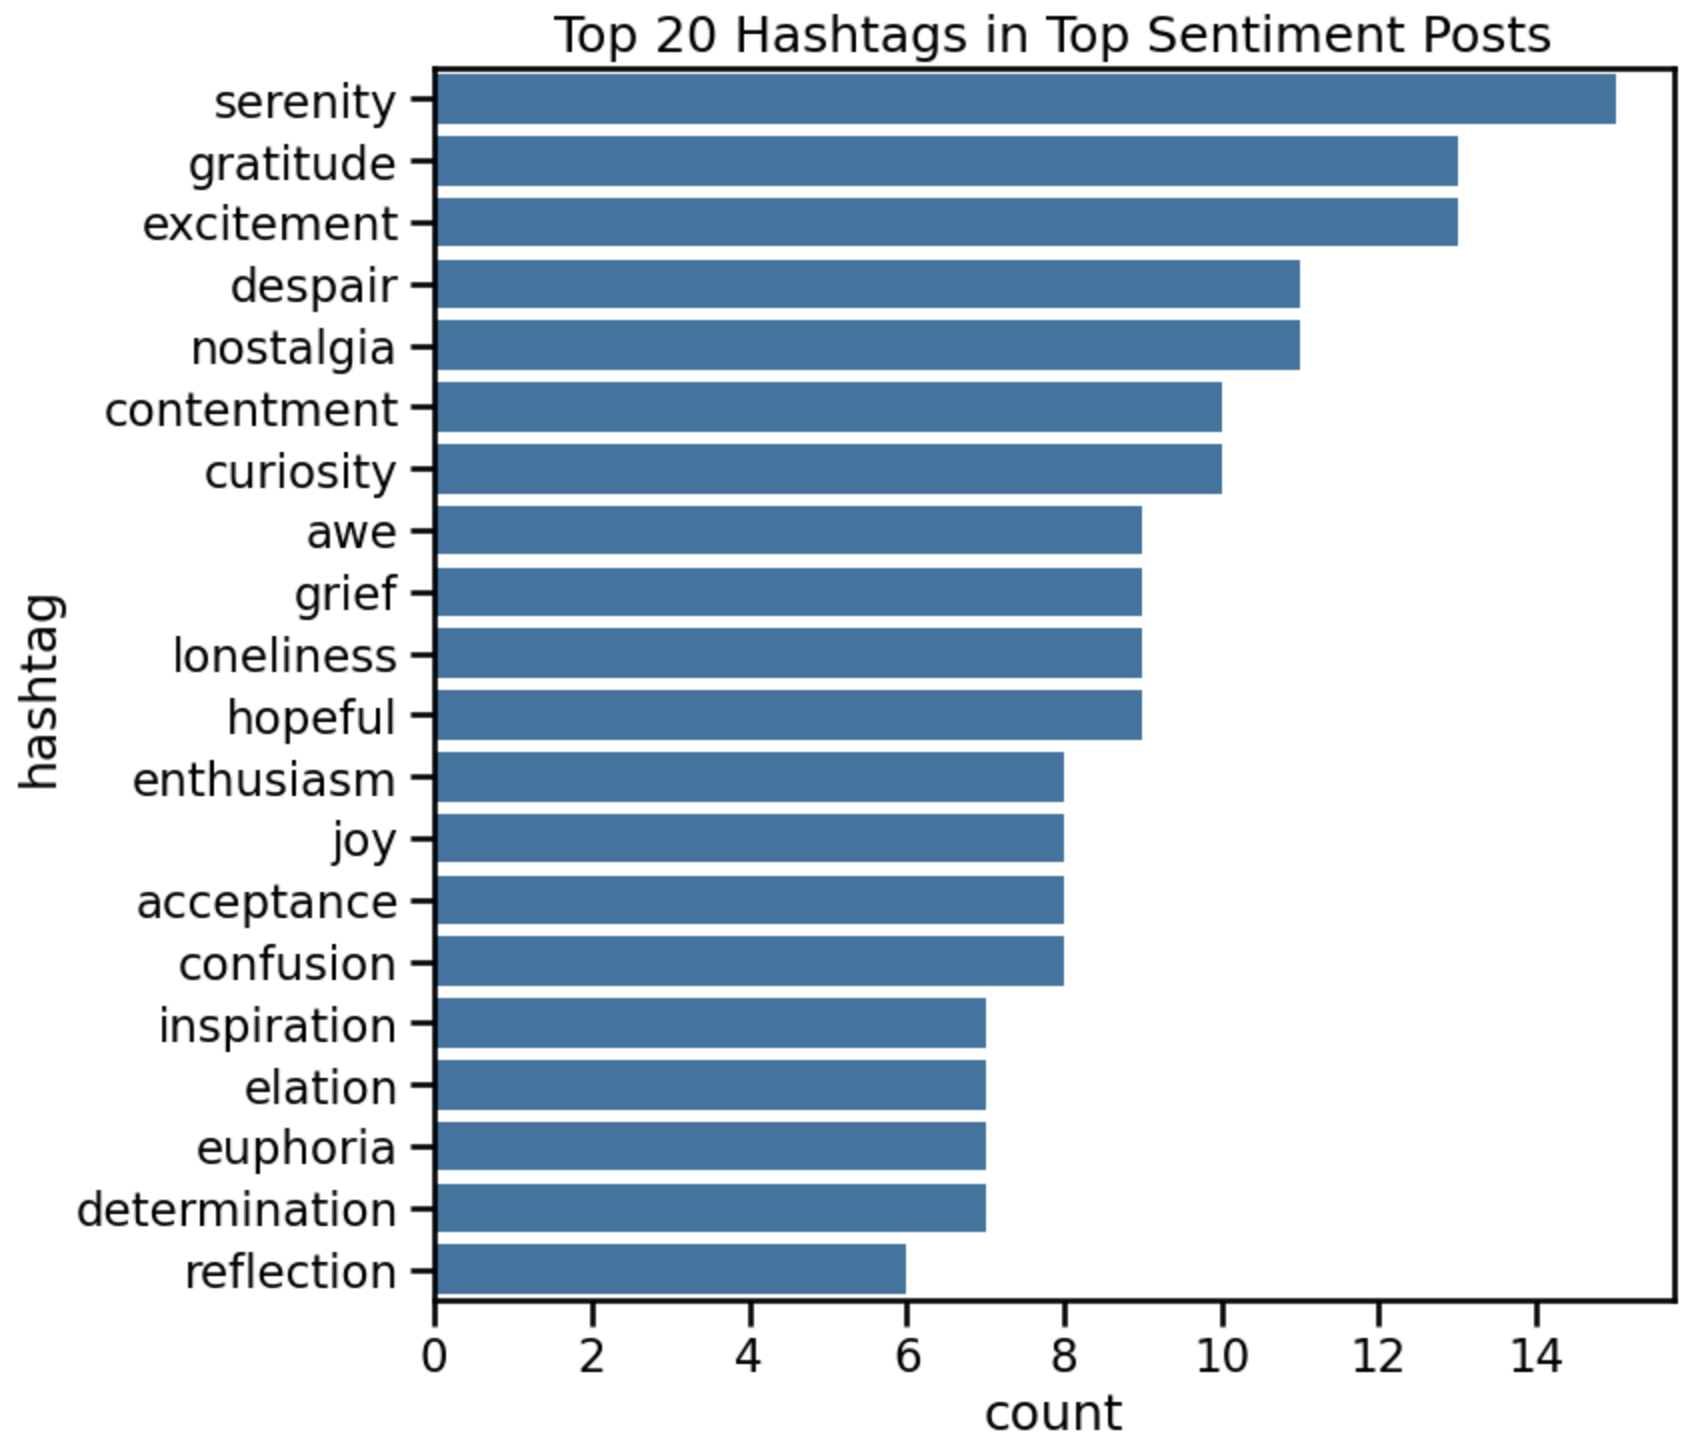 Top 20 Hashtags in Top Sentiment Posts
serenity
gratitude
excitement
despair
nostalgia
contentment
curiosity
awe
grief
loneliness
hopeful
enthusiasm
joy
acceptance
confusion
inspiration
elation
euphoria
determination
reflection
hashtag
0 2 4 6 8 10 12 14
count